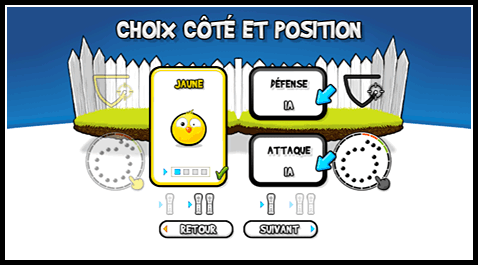 CHOIX CÔTÉ ET POSITION
JAUNE
DÉFENSE
IA
ATTAQUE
IA
RETOUR
SUIVANT